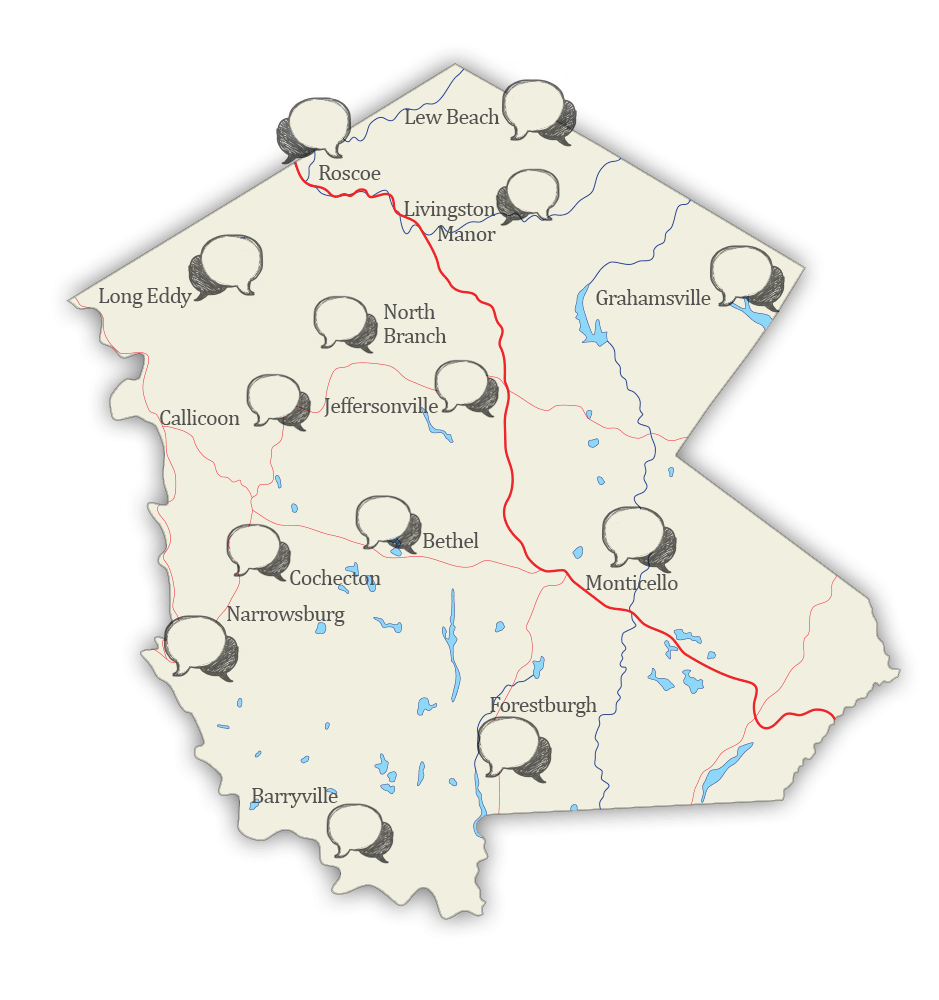 Lew Beach
Roscoe
Livingston
Manor
Long Eddy
Grahamsville
North
Branch
Jeffersonville
Callicoon
Bethel
Cochecton
Monticello
Narrowsburg
Forestburgh
Barryville